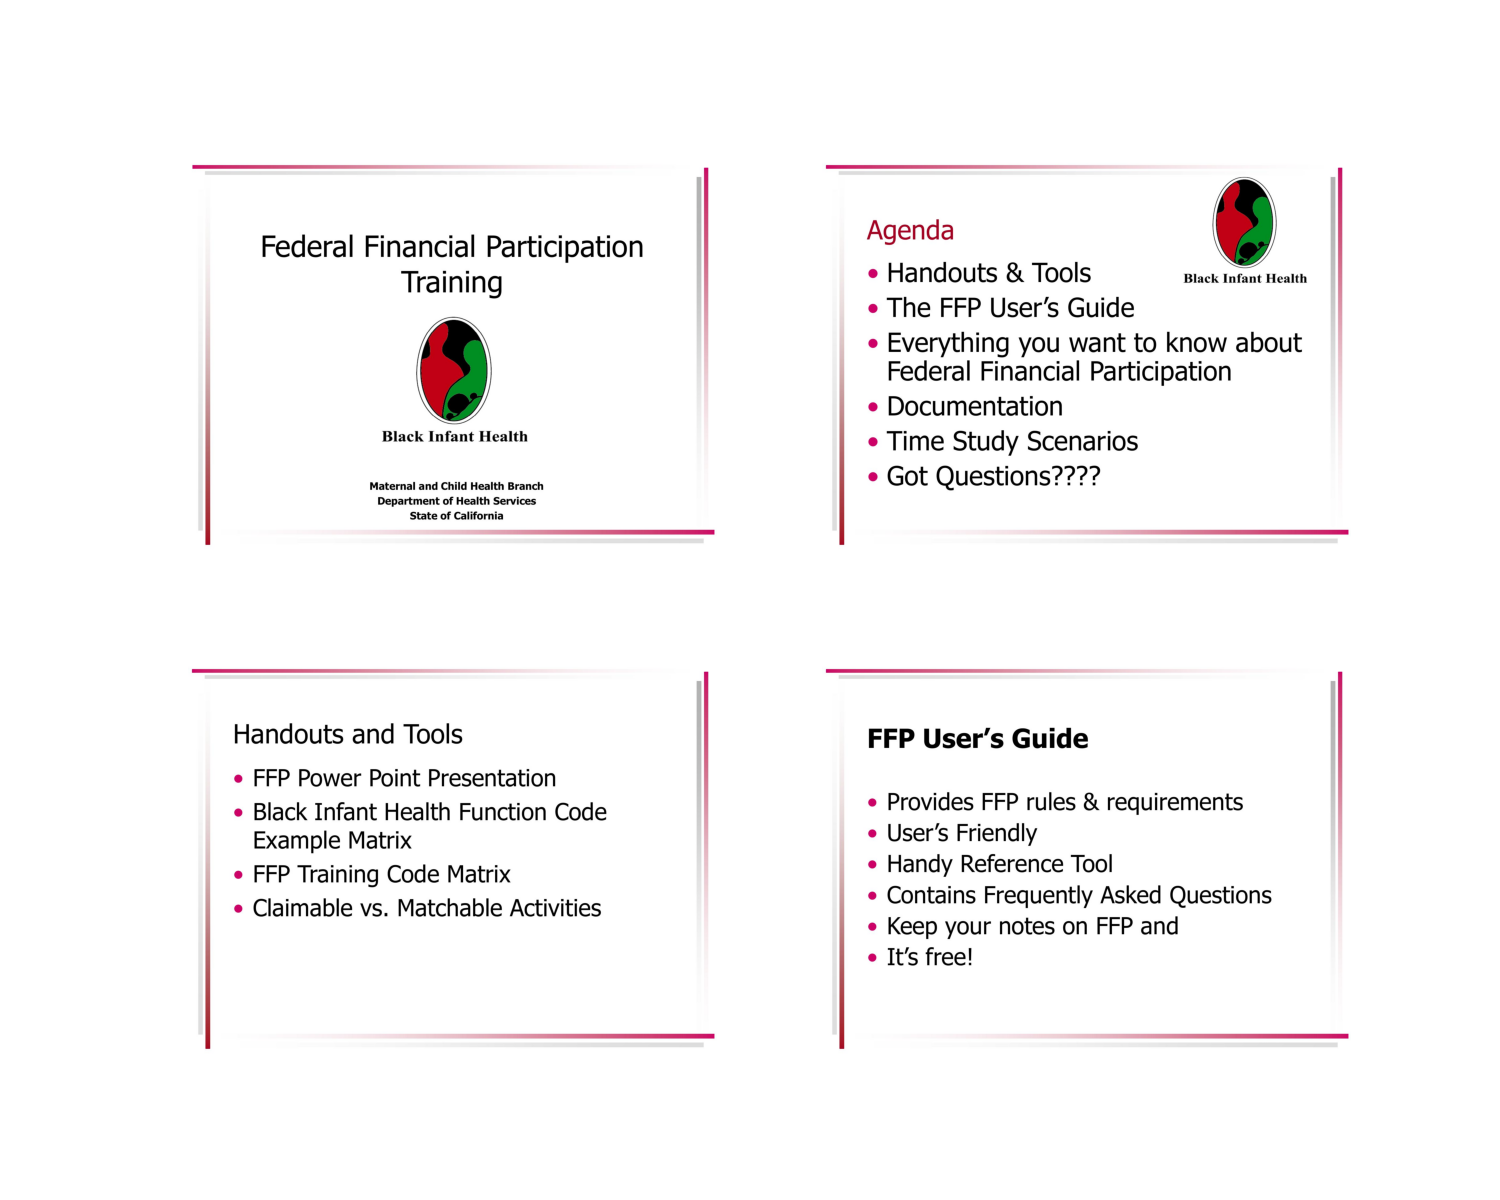 Federal Financial Participation
Training
Black Infant Health
Maternal and Child Health Branch
Department of Health Services
State of California
Black Infant Health
Agenda
• Handouts & Tools
• The FFP User’s Guide
• Everything you want to know about
Federal Financial Participation
• Documentation
• Time Study Scenarios
• Got Questions????
Handouts and Tools
• FFP Power Point Presentation
• Black Infant Health Function Code
Example Matrix
• FFP Training Code Matrix
• Claimable vs. Matchable Activities
FFP User’s Guide
• Provides FFP rules & requirements
• User’s Friendly
• Handy Reference Tool
• Contains Frequently Asked Questions
• Keep your notes on FFP and
• It’s free!